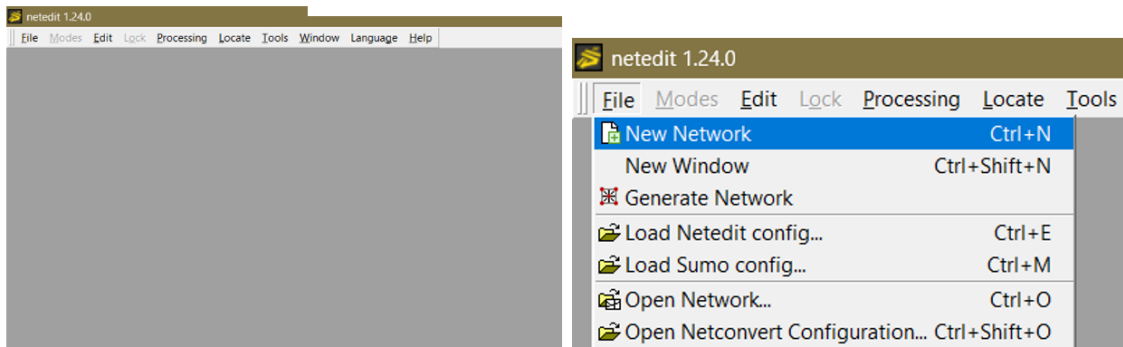 netedit 1.24.0
File Modes Edit Lock Processing Locate Tools Window Language Help
netedit 1.24.0
File Modes Edit Lock Processing Locate Tools
New Network Ctrl+N
New Window Ctrl+Shift+N
Generate Network
Load Netedit config... Ctrl+E
Load Sumo config... Ctrl+M
Open Network... Ctrl+O
Open Netconvert Configuration... Ctrl+Shift+O